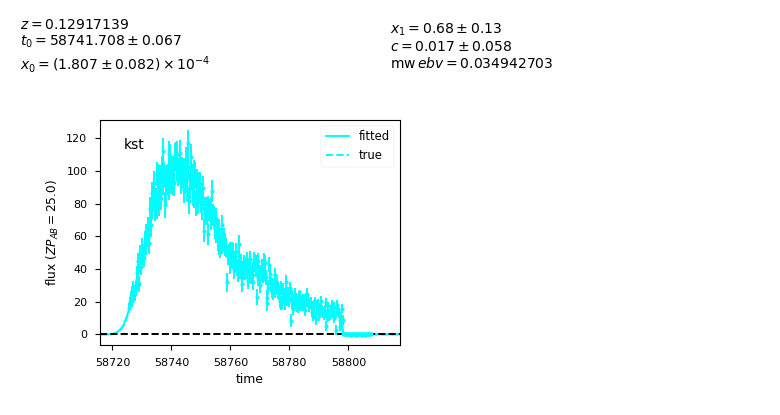 z = 0.12917139
t₀ = 58741.708 ± 0.067
x₀ = (1.807 ± 0.082) × 10⁻⁴
x₁ = 0.68 ± 0.13
c = 0.017 ± 0.058
mw ebv = 0.034942703
kst
fitted
true
120
100
80
60
40
20
0
flux (ZP_AB = 25.0)
58720 58740 58760 58780 58800
time